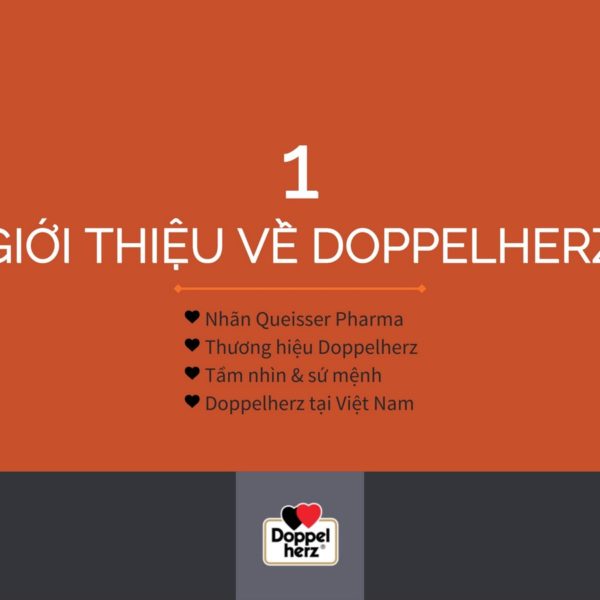 1
GIỚI THIỆU VỀ DOPPELHERZ
Nhãn Queisser Pharma
Thương hiệu Doppelherz
Tầm nhìn & sứ mệnh
Doppelherz tại Việt Nam
Doppel
herz®